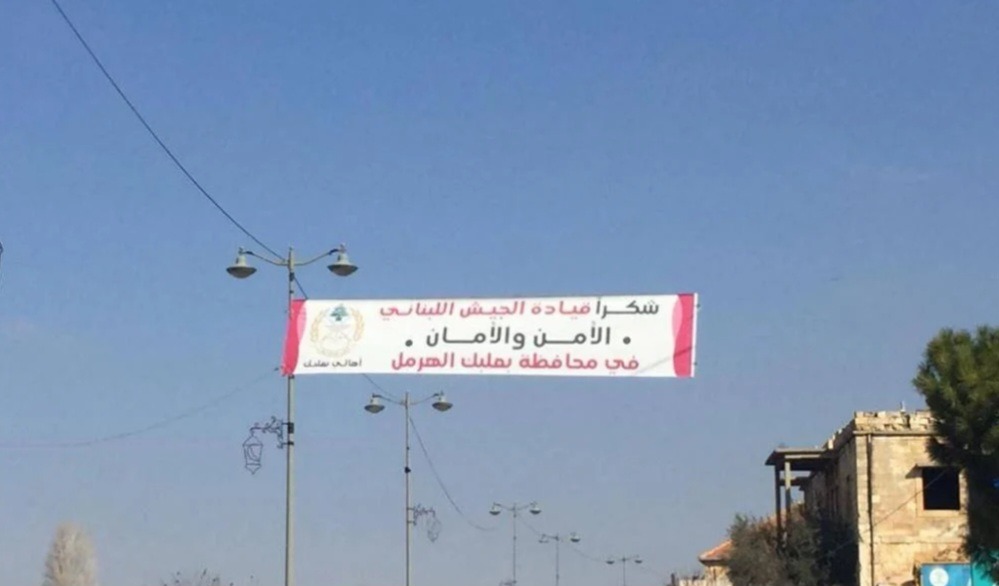 شكراً قيادة الجيش اللبناني
• الأمن والأمان •
في محافظة بعلبك الهرمل
أهالي بعلبك